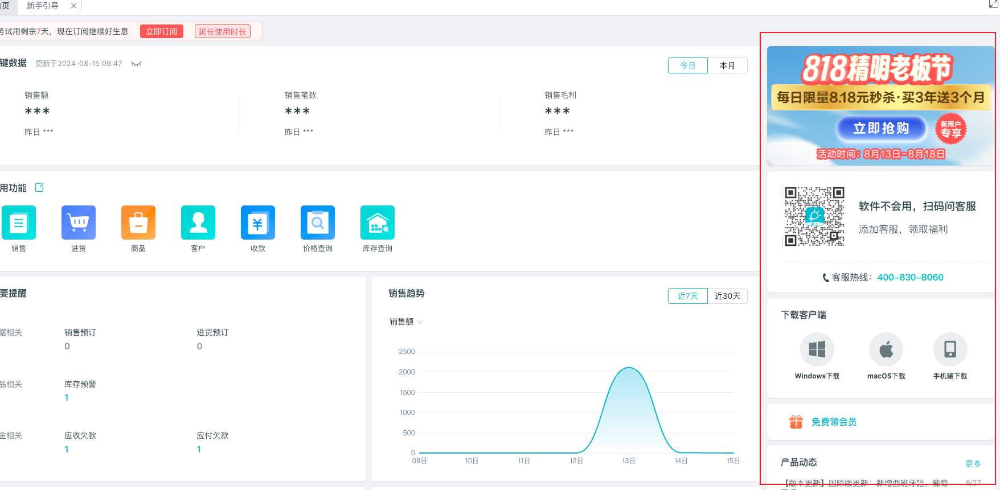 首页 新手引导
务试用剩余7天，现在订阅继续好生意 立即订阅 延长使用时长
键数据 更新于2024-08-15 09:47 今日 本月
销售额 销售笔数 销售毛利
*** *** ***
昨日 *** 昨日 *** 昨日 ***
用功能
销售 进货 商品 客户 收款 价格查询 库存查询
要提醒
据相关 销售预订 进货预订
0 0
品相关 库存预警
1
金相关 应收欠款 应付欠款
1 1
销售趋势 近7天 近30天
销售额
2500
2000
1500
1000
500
0
09日 10日 11日 12日 13日 14日 15日
818精明老板节
每日限量8.18元秒杀·买3年送3个月
立即抢购 新用户
专享
活动时间：8月13日-8月18日
软件不会用，扫码问客服
添加客服，领取福利
客服热线：400-830-8060
下载客户端
Windows下载 macOS下载 手机端下载
免费领会员
产品动态 更多
【版本更新】国际版更新：新增西班牙語、葡萄 6/27